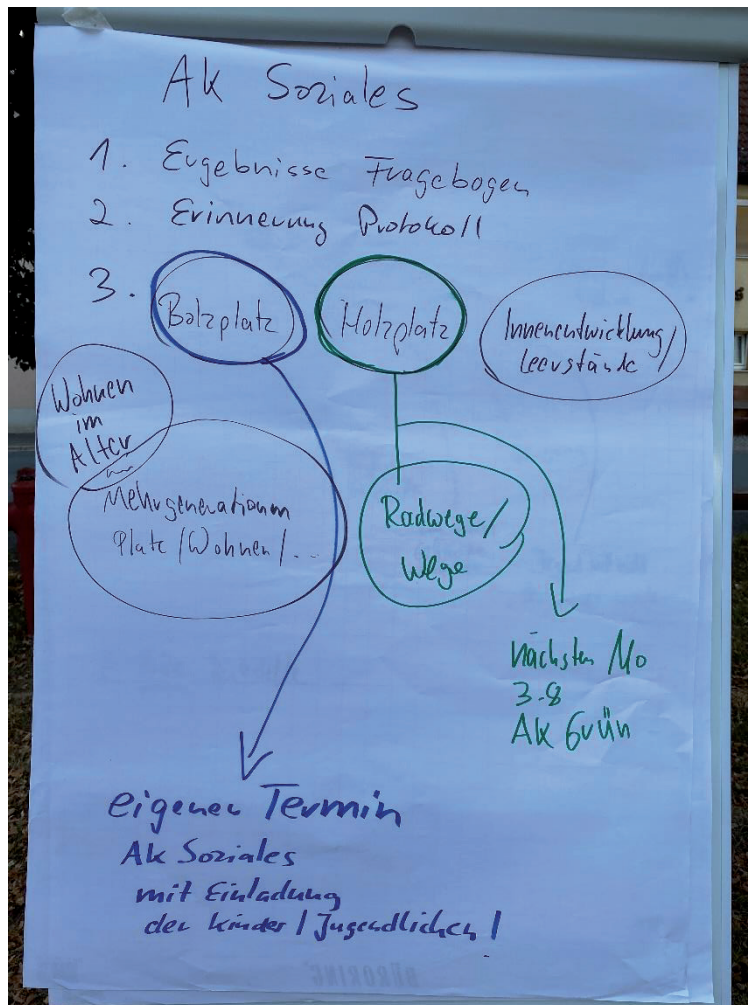 AK Soziales
1. Ergebnisse Fragebogen
2. Erinnerung Protokoll
3.
Bolzplatz
Holzplatz
Innenentwicklung/
Leerstände
Wohnen
im
Alter
Mehrgenerationen
Platz/Wohnen/...
Radwege/
Wege
nächsten Mo
3.8
AK Grün
eigener Termin
AK Soziales
mit Einladung
der Kinder/Jugendlichen!